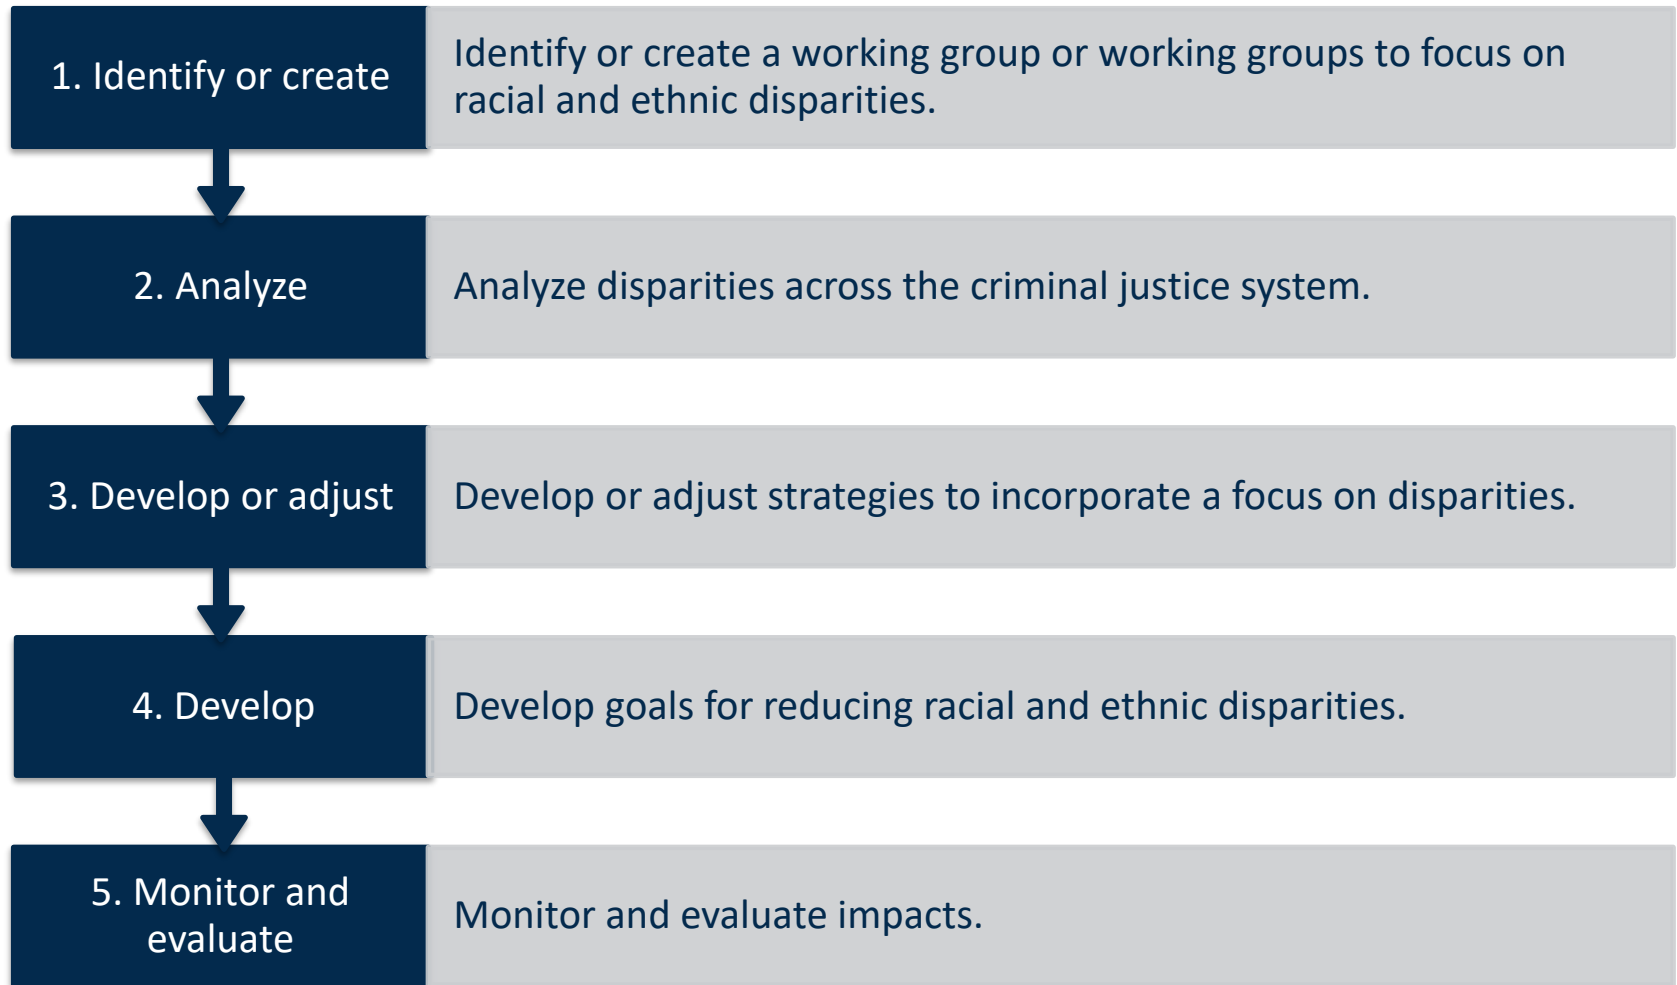 1. Identify or create
Identify or create a working group or working groups to focus on
racial and ethnic disparities.
2. Analyze
Analyze disparities across the criminal justice system.
3. Develop or adjust
Develop or adjust strategies to incorporate a focus on disparities.
4. Develop
Develop goals for reducing racial and ethnic disparities.
5. Monitor and
evaluate
Monitor and evaluate impacts.